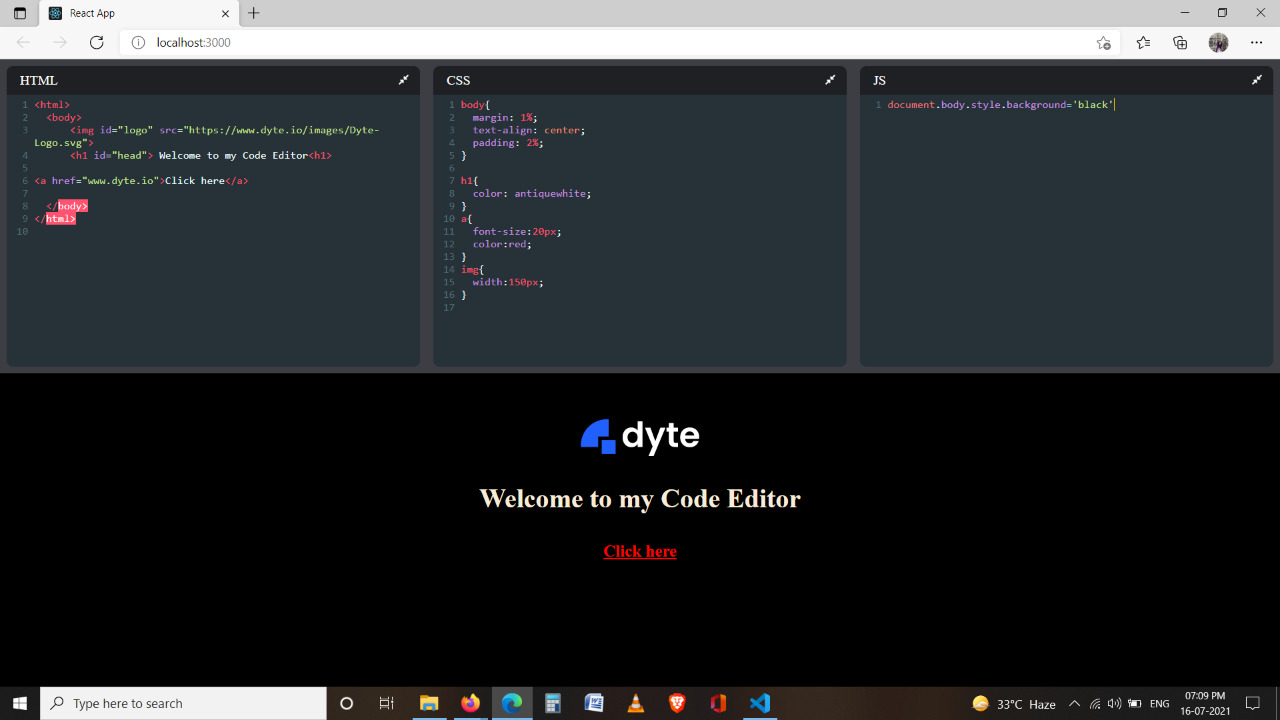 React App
localhost:3000
HTML
1 <html>
2 <body>
3 <img id="logo" src="https://www.dyte.io/images/Dyte-
Logo.svg">
4 <h1 id="head"> Welcome to my Code Editor<h1>
5
6 <a href="www.dyte.io">Click here</a>
7
8 </body>
9 </html>
10
CSS
1 body{
2 margin: 1%;
3 text-align: center;
4 padding: 2%;
5 }
6
7 h1{
8 color: antiquewhite;
9 }
10 a{
11 font-size:20px;
12 color:red;
13 }
14 img{
15 width:150px;
16 }
17
JS
1 document.body.style.background='black'
dyte
Welcome to my Code Editor
Click here
Type here to search
33°C Haze
ENG
07:09 PM
16-07-2021